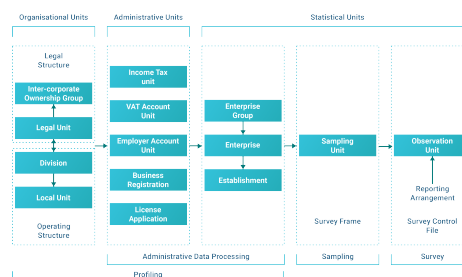 Organisational Units
Administrative Units
Statistical Units
Legal
Structure
Inter-corporate
Ownership Group
Legal Unit
Division
Local Unit
Operating
Structure
Income Tax
unit
VAT Account
Unit
Employer Account
Unit
Business
Registration
License
Application
Enterprise
Group
Enterprise
Establishment
Sampling
Unit
Survey Frame
Observation
Unit
Reporting
Arrangement
Survey Control
File
Administrative Data Processing
Sampling
Survey
Profiling